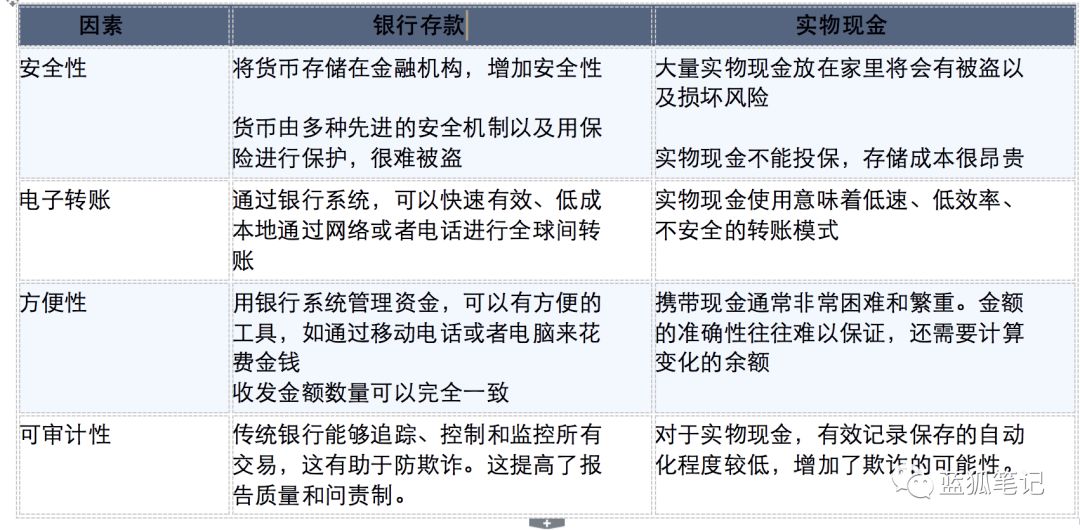 因素
银行存款
实物现金
安全性
将货币存储在金融机构，增加安全性
货币由多种先进的安全机制以及用保
险进行保护，很难被盗
大量实物现金放在家里将会有被盗以
及损坏风险
实物现金不能投保，存储成本很昂贵
电子转账
通过银行系统，可以快速有效、低成
本地通过网络或者电话进行全球间转
账
实物现金使用意味着低速、低效率、
不安全的转账模式
方便性
用银行系统管理资金，可以有方便的
工具，如通过移动电话或者电脑来花
费金钱
收发金额数量可以完全一致
携带现金通常非常困难和繁重。金额
的准确性往往难以保证，还需要计算
变化的余额
可审计性
传统银行能够追踪、控制和监控所有
交易，这有助于防欺诈。这提高了报
告质量和问责制。
对于实物现金，有效记录保存的自动
化程度较低，增加了欺诈的可能性。
蓝狐笔记